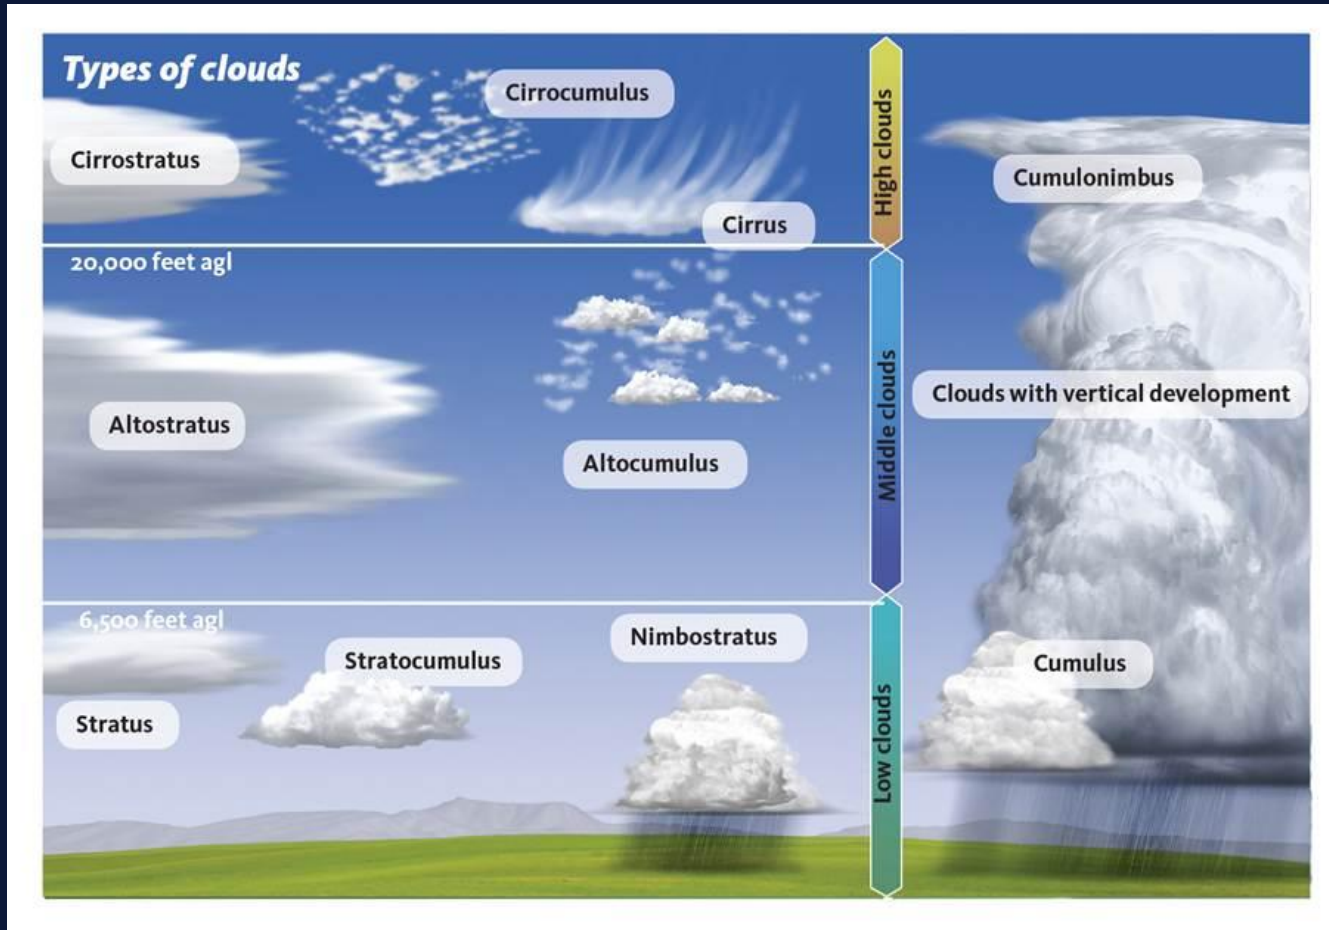 Types of clouds
Cirrocumulus
Cirrostratus
Cirrus
High clouds
Cumulonimbus
20,000 feet agl
Altostratus
Altocumulus
Middle clouds
Clouds with vertical development
6,500 feet agl
Stratus
Stratocumulus
Nimbostratus
Low clouds
Cumulus